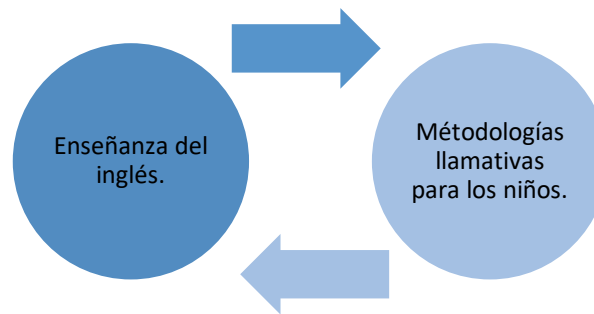 Enseñanza del
inglés.
Métodologías
llamativas
para los niños.